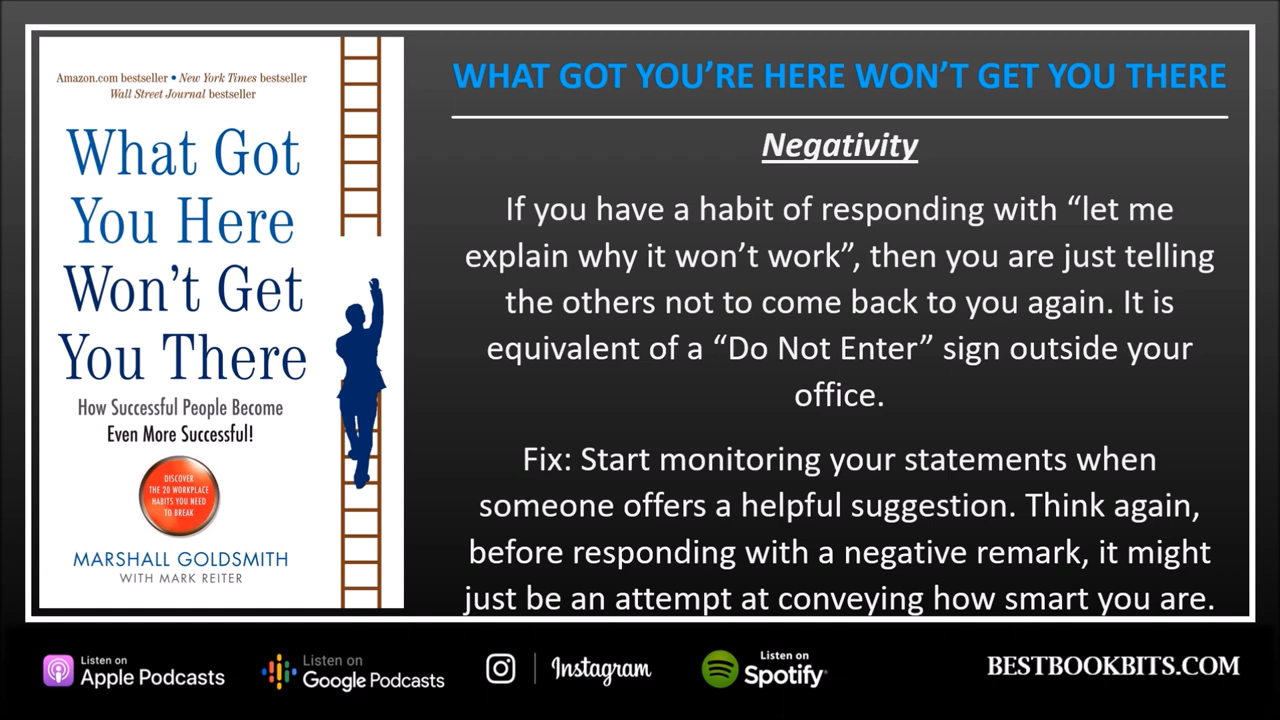 Amazon.com bestseller • New York Times bestseller
Wall Street Journal bestseller
What Got
You Here
Won't Get
You There
How Successful People Become
Even More Successful!
DISCOVER
THE 20 WORKPLACE
HABITS YOU NEED
TO BREAK
MARSHALL GOLDSMITH
WITH MARK REITER
WHAT GOT YOU’RE HERE WON’T GET YOU THERE
Negativity
If you have a habit of responding with “let me
explain why it won’t work”, then you are just telling
the others not to come back to you again. It is
equivalent of a “Do Not Enter” sign outside your
office.
Fix: Start monitoring your statements when
someone offers a helpful suggestion. Think again,
before responding with a negative remark, it might
just be an attempt at conveying how smart you are.
Listen on
Apple Podcasts
Listen on
Google Podcasts
Instagram
Listen on
Spotify
BESTBOOKBITS.COM